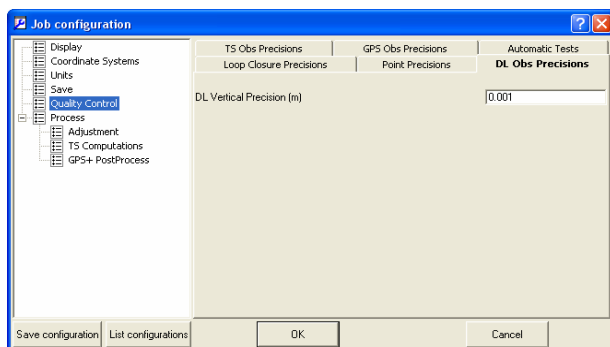 Job configuration
Display
Coordinate Systems
Units
Save
Quality Control
Process
Adjustment
TS Computations
GPS+ PostProcess
TS Obs Precisions
GPS Obs Precisions
Automatic Tests
Loop Closure Precisions
Point Precisions
DL Obs Precisions
DL Vertical Precision (m)
0.001
Save configuration
List configurations
OK
Cancel